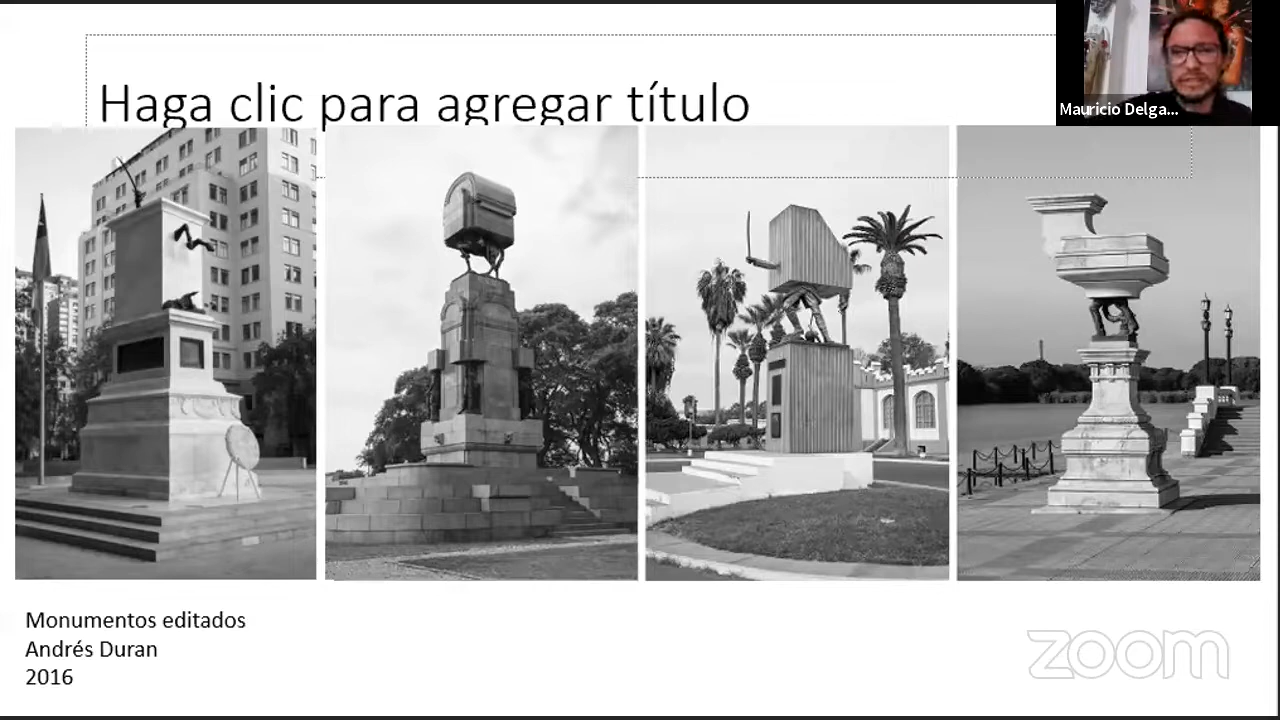 Haga clic para agregar título
Mauricio Delga...
Monumentos editados
Andrés Duran
2016
zoom